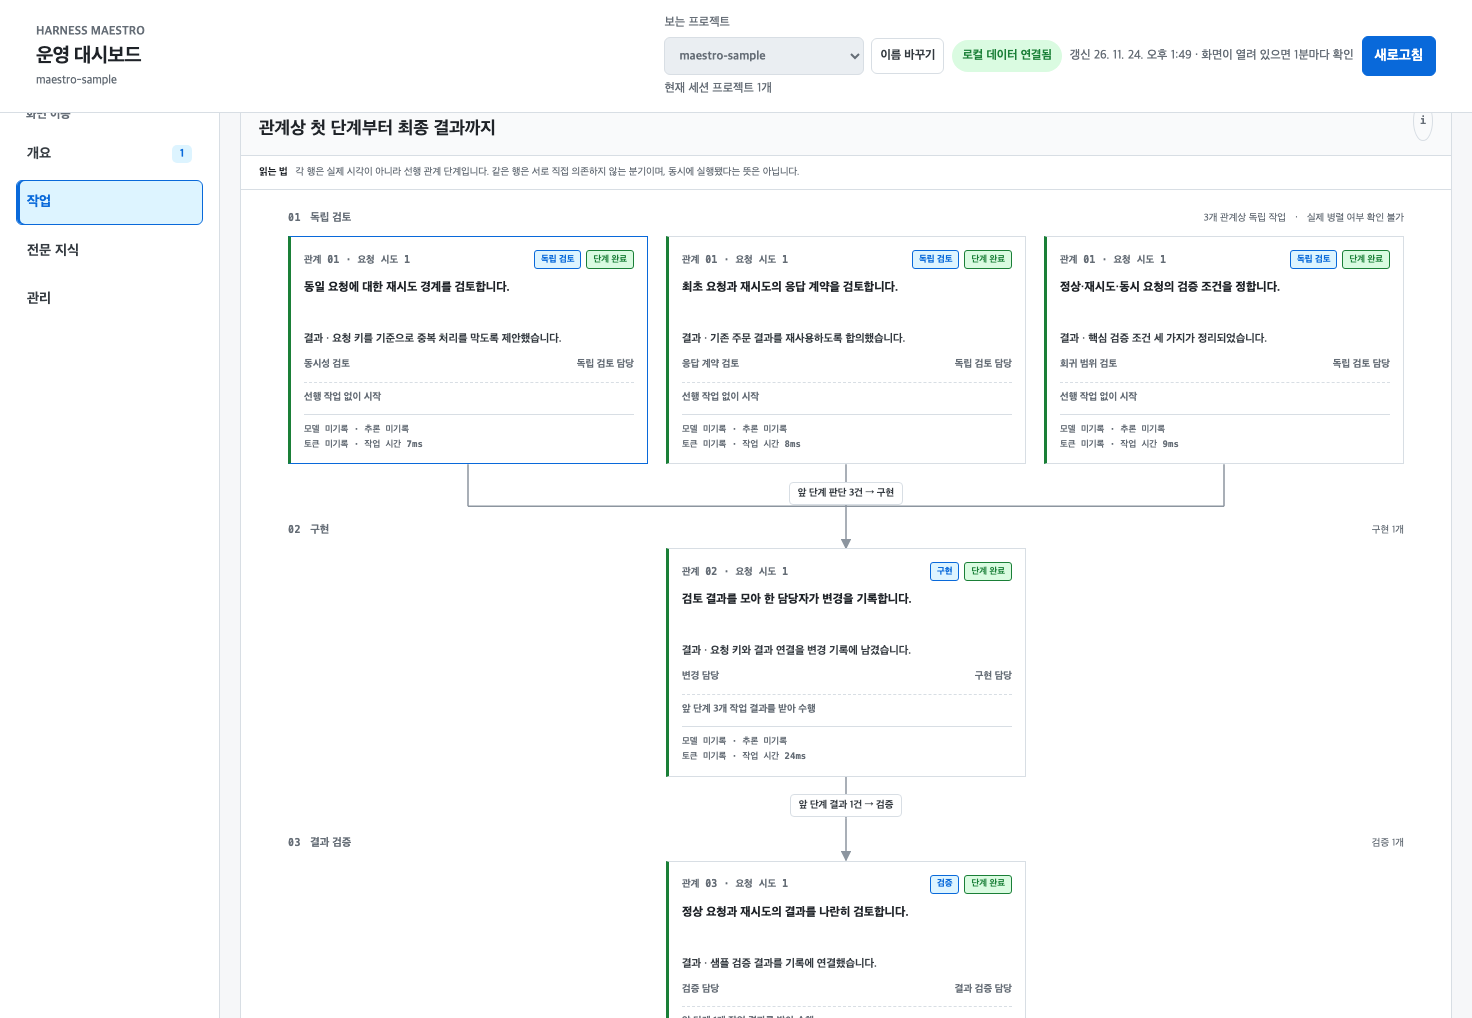 HARNESS MAESTRO
운영 대시보드
maestro-sample
보는 프로젝트
maestro-sample
이름 바꾸기
로컬 데이터 연결됨
갱신 26. 11. 24. 오후 1:49 · 화면이 열려 있으면 1분마다 확인
새로고침
현재 세션 프로젝트 1개
화면 이동
개요
1
작업
전문 지식
관리
관계상 첫 단계부터 최종 결과까지
i
읽는 법 각 행은 실제 시각이 아니라 선행 관계 단계입니다. 같은 행은 서로 직접 의존하지 않는 분기이며, 동시에 실행됐다는 뜻은 아닙니다.
01 독립 검토
3개 관계상 독립 작업 · 실제 병렬 여부 확인 불가
관계 01 · 요청 시도 1
독립 검토
단계 완료
동일 요청에 대한 재시도 경계를 검토합니다.
결과 · 요청 키를 기준으로 중복 처리를 막도록 제안했습니다.
동시성 검토
독립 검토 담당
선행 작업 없이 시작
모델 미기록 · 추론 미기록
토큰 미기록 · 작업 시간 7ms
관계 01 · 요청 시도 1
독립 검토
단계 완료
최초 요청과 재시도의 응답 계약을 검토합니다.
결과 · 기존 주문 결과를 재사용하도록 합의했습니다.
응답 계약 검토
독립 검토 담당
선행 작업 없이 시작
모델 미기록 · 추론 미기록
토큰 미기록 · 작업 시간 8ms
관계 01 · 요청 시도 1
독립 검토
단계 완료
정상·재시도·동시 요청의 검증 조건을 정합니다.
결과 · 핵심 검증 조건 세 가지가 정리되었습니다.
회귀 범위 검토
독립 검토 담당
선행 작업 없이 시작
모델 미기록 · 추론 미기록
토큰 미기록 · 작업 시간 9ms
앞 단계 판단 3건 → 구현
02 구현
구현 1개
관계 02 · 요청 시도 1
구현
단계 완료
검토 결과를 모아 한 담당자가 변경을 기록합니다.
결과 · 요청 키와 결과 연결을 변경 기록에 남겼습니다.
변경 담당
구현 담당
앞 단계 3개 작업 결과를 받아 수행
모델 미기록 · 추론 미기록
토큰 미기록 · 작업 시간 24ms
앞 단계 결과 1건 → 검증
03 결과 검증
검증 1개
관계 03 · 요청 시도 1
검증
단계 완료
정상 요청과 재시도의 결과를 나란히 검토합니다.
결과 · 샘플 검증 결과를 기록에 연결했습니다.
검증 담당
결과 검증 담당